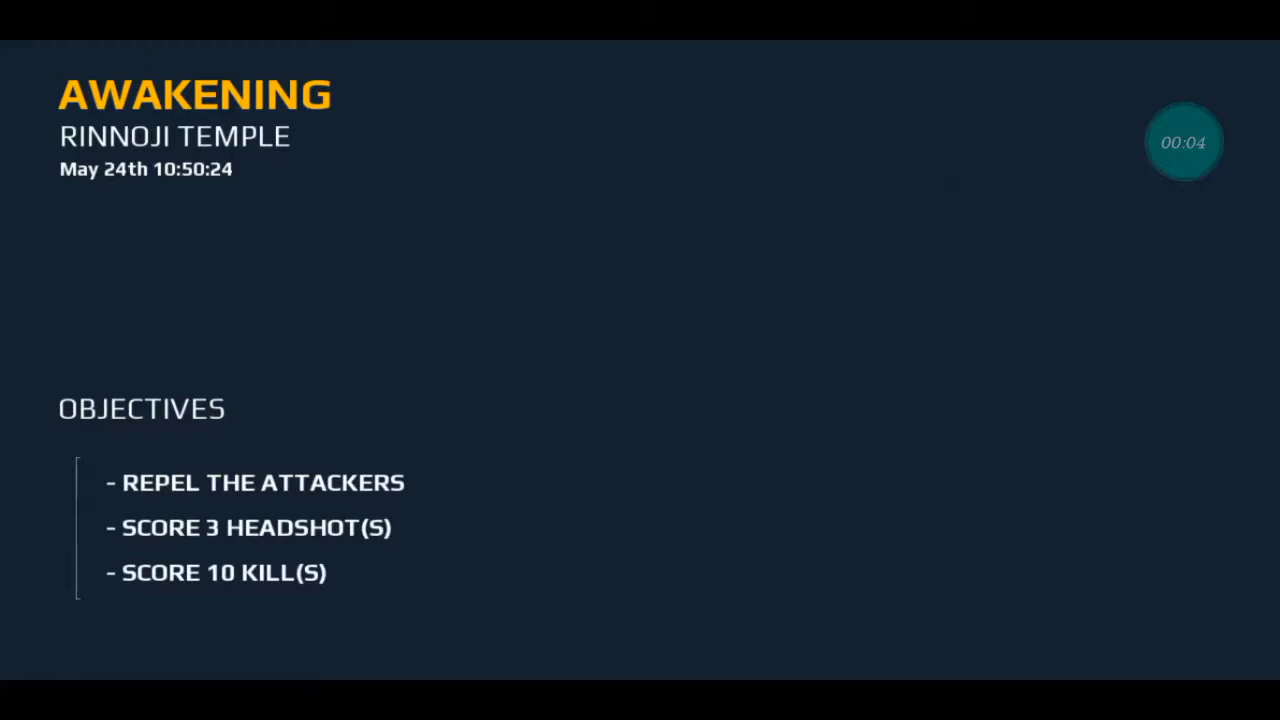 AWAKENING
RINNOJI TEMPLE
May 24th 10:50:24
00:04
OBJECTIVES
- REPEL THE ATTACKERS
- SCORE 3 HEADSHOT(S)
- SCORE 10 KILL(S)